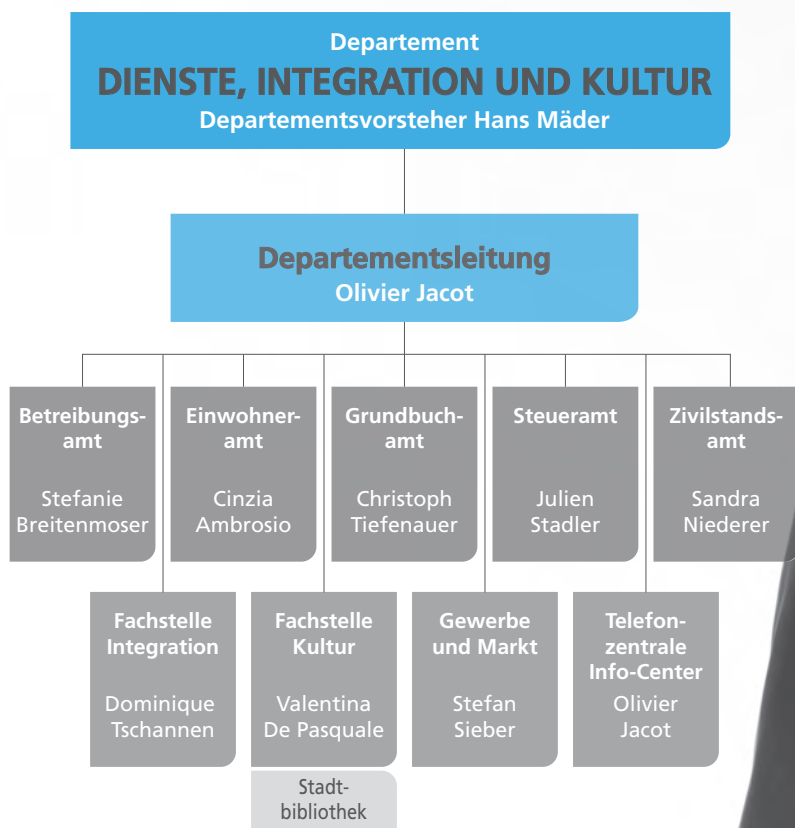 Departement
DIENSTE, INTEGRATION UND KULTUR
Departementsvorsteher Hans Mäder
Departementsleitung
Olivier Jacot
Betreibungs-
amt
Stefanie
Breitenmoser
Einwohner-
amt
Cinzia
Ambrosio
Grundbuch-
amt
Christoph
Tiefenauer
Steueramt
Julien
Stadler
Zivilstands-
amt
Sandra
Niederer
Fachstelle
Integration
Dominique
Tschannen
Fachstelle
Kultur
Valentina
De Pasquale
Stadt-
bibliothek
Gewerbe
und Markt
Stefan
Sieber
Telefon-
zentrale
Info-Center
Olivier
Jacot